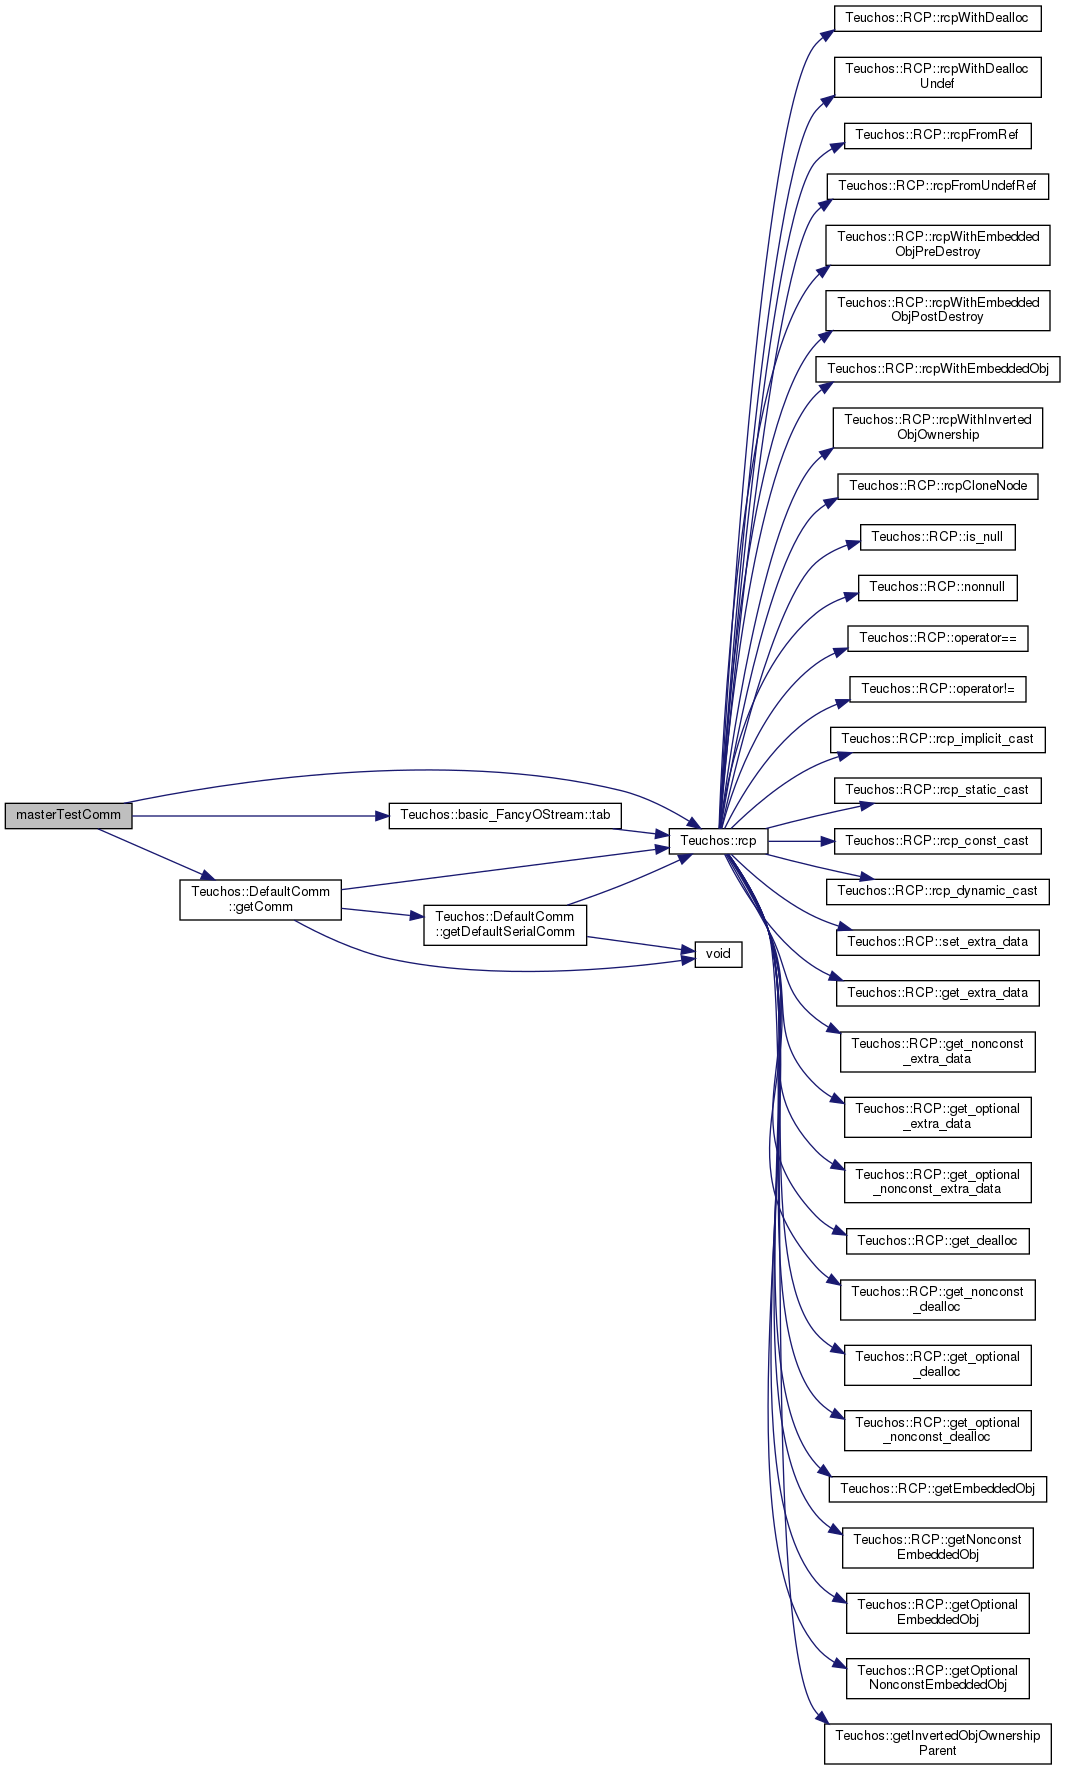 masterTestComm
Teuchos::basic_FancyOStream::tab
Teuchos::DefaultComm
::getComm
Teuchos::DefaultComm
::getDefaultSerialComm
Teuchos::rcp
void
Teuchos::RCP::rcpWithDealloc
Teuchos::RCP::rcpWithDealloc
Undef
Teuchos::RCP::rcpFromRef
Teuchos::RCP::rcpFromUndefRef
Teuchos::RCP::rcpWithEmbedded
ObjPreDestroy
Teuchos::RCP::rcpWithEmbedded
ObjPostDestroy
Teuchos::RCP::rcpWithEmbeddedObj
Teuchos::RCP::rcpWithInverted
ObjOwnership
Teuchos::RCP::rcpCloneNode
Teuchos::RCP::is_null
Teuchos::RCP::nonnull
Teuchos::RCP::operator==
Teuchos::RCP::operator!=
Teuchos::RCP::rcp_implicit_cast
Teuchos::RCP::rcp_static_cast
Teuchos::RCP::rcp_const_cast
Teuchos::RCP::rcp_dynamic_cast
Teuchos::RCP::set_extra_data
Teuchos::RCP::get_extra_data
Teuchos::RCP::get_nonconst
_extra_data
Teuchos::RCP::get_optional
_extra_data
Teuchos::RCP::get_optional
_nonconst_extra_data
Teuchos::RCP::get_dealloc
Teuchos::RCP::get_nonconst
_dealloc
Teuchos::RCP::get_optional
_dealloc
Teuchos::RCP::get_optional
_nonconst_dealloc
Teuchos::RCP::getEmbeddedObj
Teuchos::RCP::getNonconst
EmbeddedObj
Teuchos::RCP::getOptional
EmbeddedObj
Teuchos::RCP::getOptional
NonconstEmbeddedObj
Teuchos::getInvertedObjOwnership
Parent